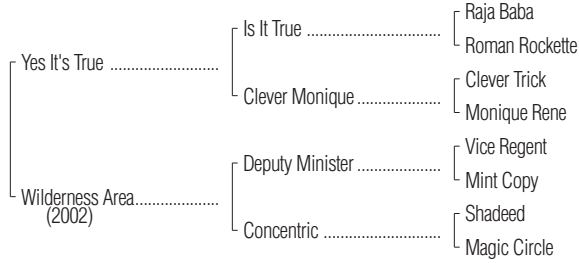 Raja Baba
Is It True ................................
Roman Rockette
Yes It's True ..........................
Clever Trick
Clever Monique ....................
Monique Rene
Vice Regent
Deputy Minister ....................
Mint Copy
Wilderness Area....................
(2002)
Shadeed
Concentric ............................
Magic Circle